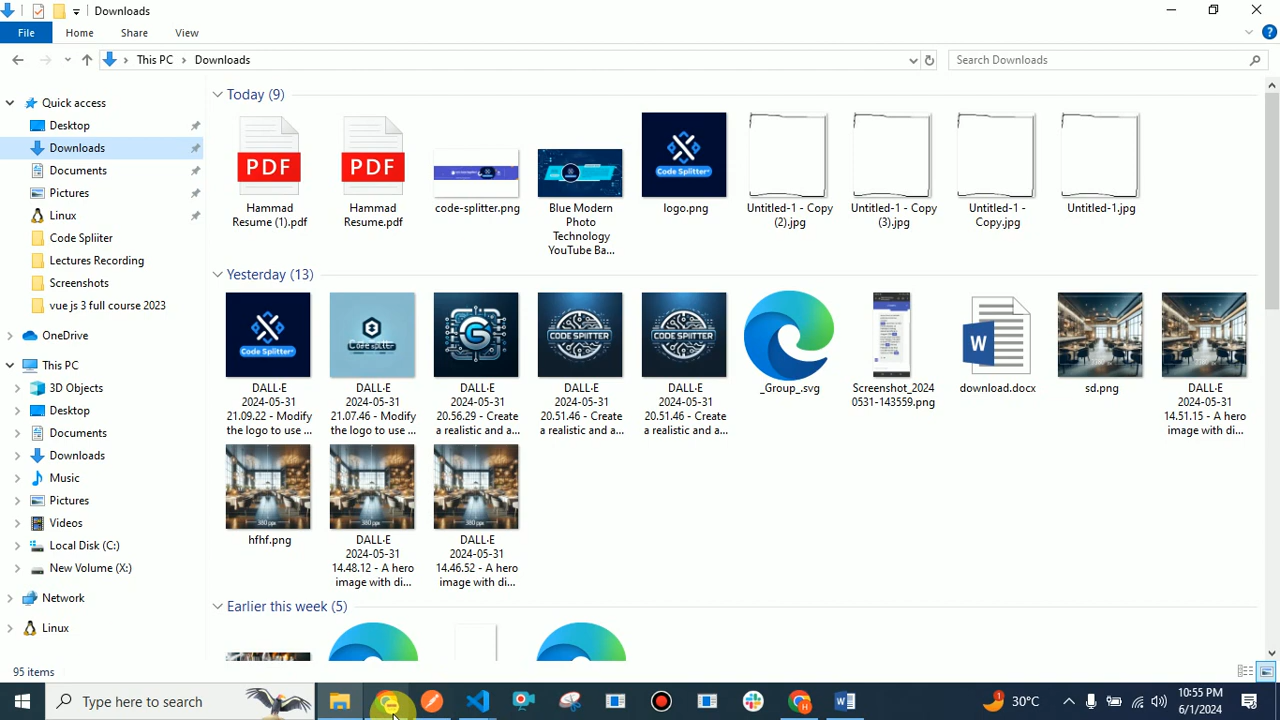 Downloads
File
Home
Share
View
This PC
Downloads
Search Downloads
Quick access
Desktop
Downloads
Documents
Pictures
Linux
Code Spliiter
Lectures Recording
Screenshots
vue js 3 full course 2023
OneDrive
This PC
3D Objects
Desktop
Documents
Downloads
Music
Pictures
Videos
Local Disk (C:)
New Volume (X:)
Network
Linux
Today (9)
PDF
PDF
Code Splitter
Hammad
Resume (1).pdf
Hammad
Resume.pdf
code-splitter.png
Blue Modern
Photo
Technology
YouTube Ba...
logo.png
Untitled-1 - Copy
(2).jpg
Untitled-1 - Copy
(3).jpg
Untitled-1 -
Copy.jpg
Untitled-1.jpg
Yesterday (13)
Code Splitter
DALL·E
2024-05-31
21.09.22 - Modify
the logo to use ...
DALL·E
2024-05-31
21.07.46 - Modify
the logo to use ...
DALL·E
2024-05-31
20.56.29 - Create
a realistic and a...
DALL·E
2024-05-31
20.51.46 - Create
a realistic and a...
DALL·E
2024-05-31
20.51.46 - Create
a realistic and a...
_Group_.svg
Screenshot_2024
0531-143559.png
download.docx
sd.png
DALL·E
2024-05-31
14.51.15 - A hero
image with di...
380 ppx
380 ppx
380 ppx
hfhf.png
DALL·E
2024-05-31
14.48.12 - A hero
image with di...
DALL·E
2024-05-31
14.46.52 - A hero
image with di...
Earlier this week (5)
95 items
Type here to search
30°C
10:55 PM
6/1/2024